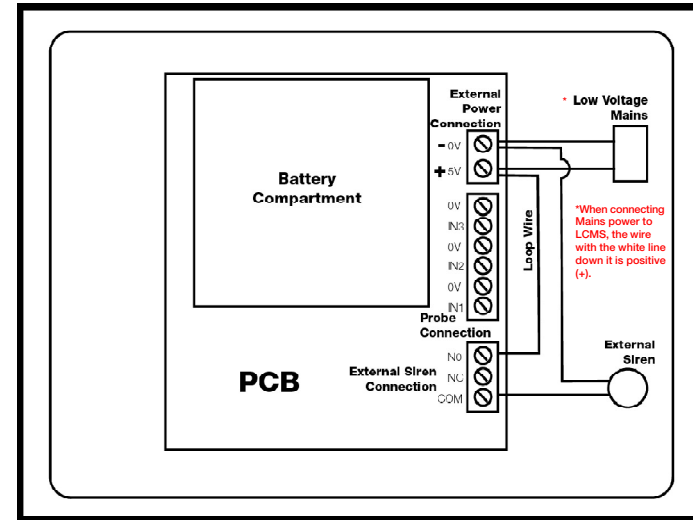 External
Power
Connection
- 0V
+ 5V
* Low Voltage
Mains
Battery
Compartment
0V
IN3
0V
IN2
0V
IN1
Probe
Connection
Loop Wire
*When connecting
Mains power to
LCMS, the wire
with the white line
down it is positive
(+).
PCB
External Siren
Connection
NO
NC
COM
External
Siren